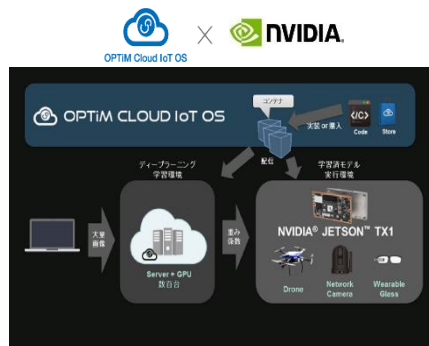 OPTiM Cloud IoT OS
×
NVIDIA.
OPTiM CLOUD IoT OS
コンテナ
実装 or 購入
</C>
Code
Store
配信
ディープラーニング
学習環境
学習済モデル
実行環境
大量
画像
Server + GPU
数百台
重み
係数
NVIDIA® JETSON™ TX1
Drone
Network
Camera
Wearable
Glass